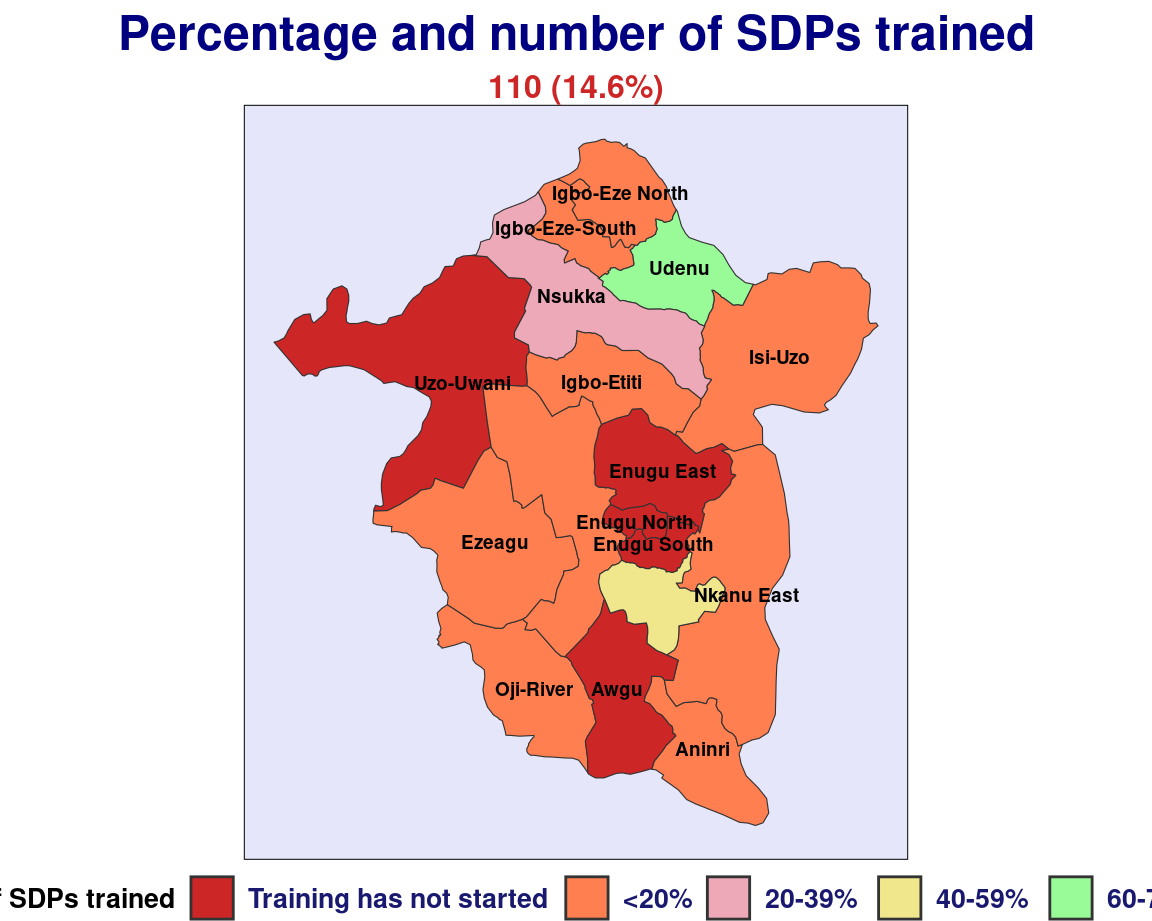 Percentage and number of SDPs trained
110 (14.6%)
Igbo-Eze North
Igbo-Eze-South
Udenu
Nsukka
Isi-Uzo
Uzo-Uwani
Igbo-Etiti
Enugu East
Enugu North
Ezeagu
Enugu South
Nkanu East
Oji-River
Awgu
Aninri
SDPs trained Training has not started <20% 20-39% 40-59% 60-7